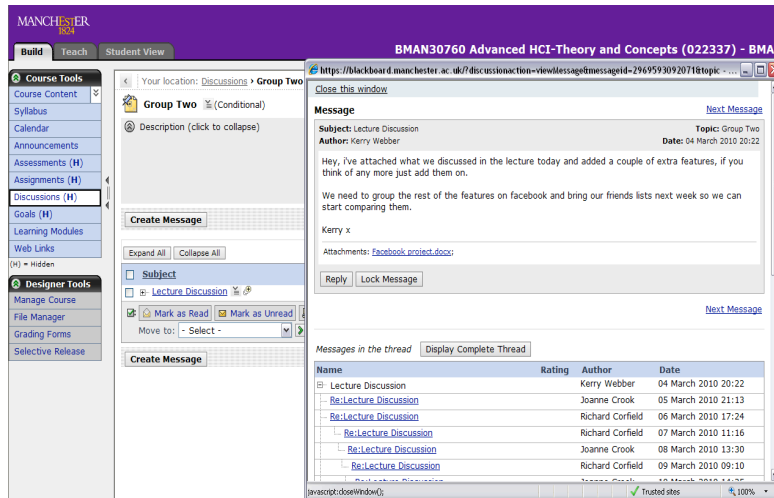 MANCHESTER
1824
Build
Teach
Student View
BMAN30760 Advanced HCI-Theory and Concepts (022337) - BMA
Course Tools
Course Content
Syllabus
Calendar
Announcements
Assessments (H)
Assignments (H)
Discussions (H)
Goals (H)
Learning Modules
Web Links
(H) = Hidden
Designer Tools
Manage Course
File Manager
Grading Forms
Selective Release
Your location: Discussions › Group Two
Group Two (Conditional)
Description (click to collapse)
Create Message
Expand All Collapse All
Subject
Lecture Discussion
Mark as Read Mark as Unread
Move to: - Select -
Create Message
https://blackboard.manchester.ac.uk/?discussionaction=viewMessage&messageid=2969593092071&topic - ...
Close this window
Message
Next Message
Subject: Lecture Discussion
Topic: Group Two
Author: Kerry Webber
Date: 04 March 2010 20:22
Hey, i've attached what we discussed in the lecture today and added a couple of extra features, if you
think of any more just add them on.
We need to group the rest of the features on facebook and bring our friends lists next week so we can
start comparing them.
Kerry x
Attachments: Facebook project.docx;
Reply Lock Message
Next Message
Messages in the thread Display Complete Thread
Name Rating Author Date
Lecture Discussion Kerry Webber 04 March 2010 20:22
Re:Lecture Discussion Joanne Crook 05 March 2010 21:13
Re:Lecture Discussion Richard Corfield 06 March 2010 17:24
Re:Lecture Discussion Richard Corfield 07 March 2010 11:16
Re:Lecture Discussion Joanne Crook 08 March 2010 13:30
Re:Lecture Discussion Richard Corfield 09 March 2010 09:10
javascript:closeWindow();
Trusted sites
100%